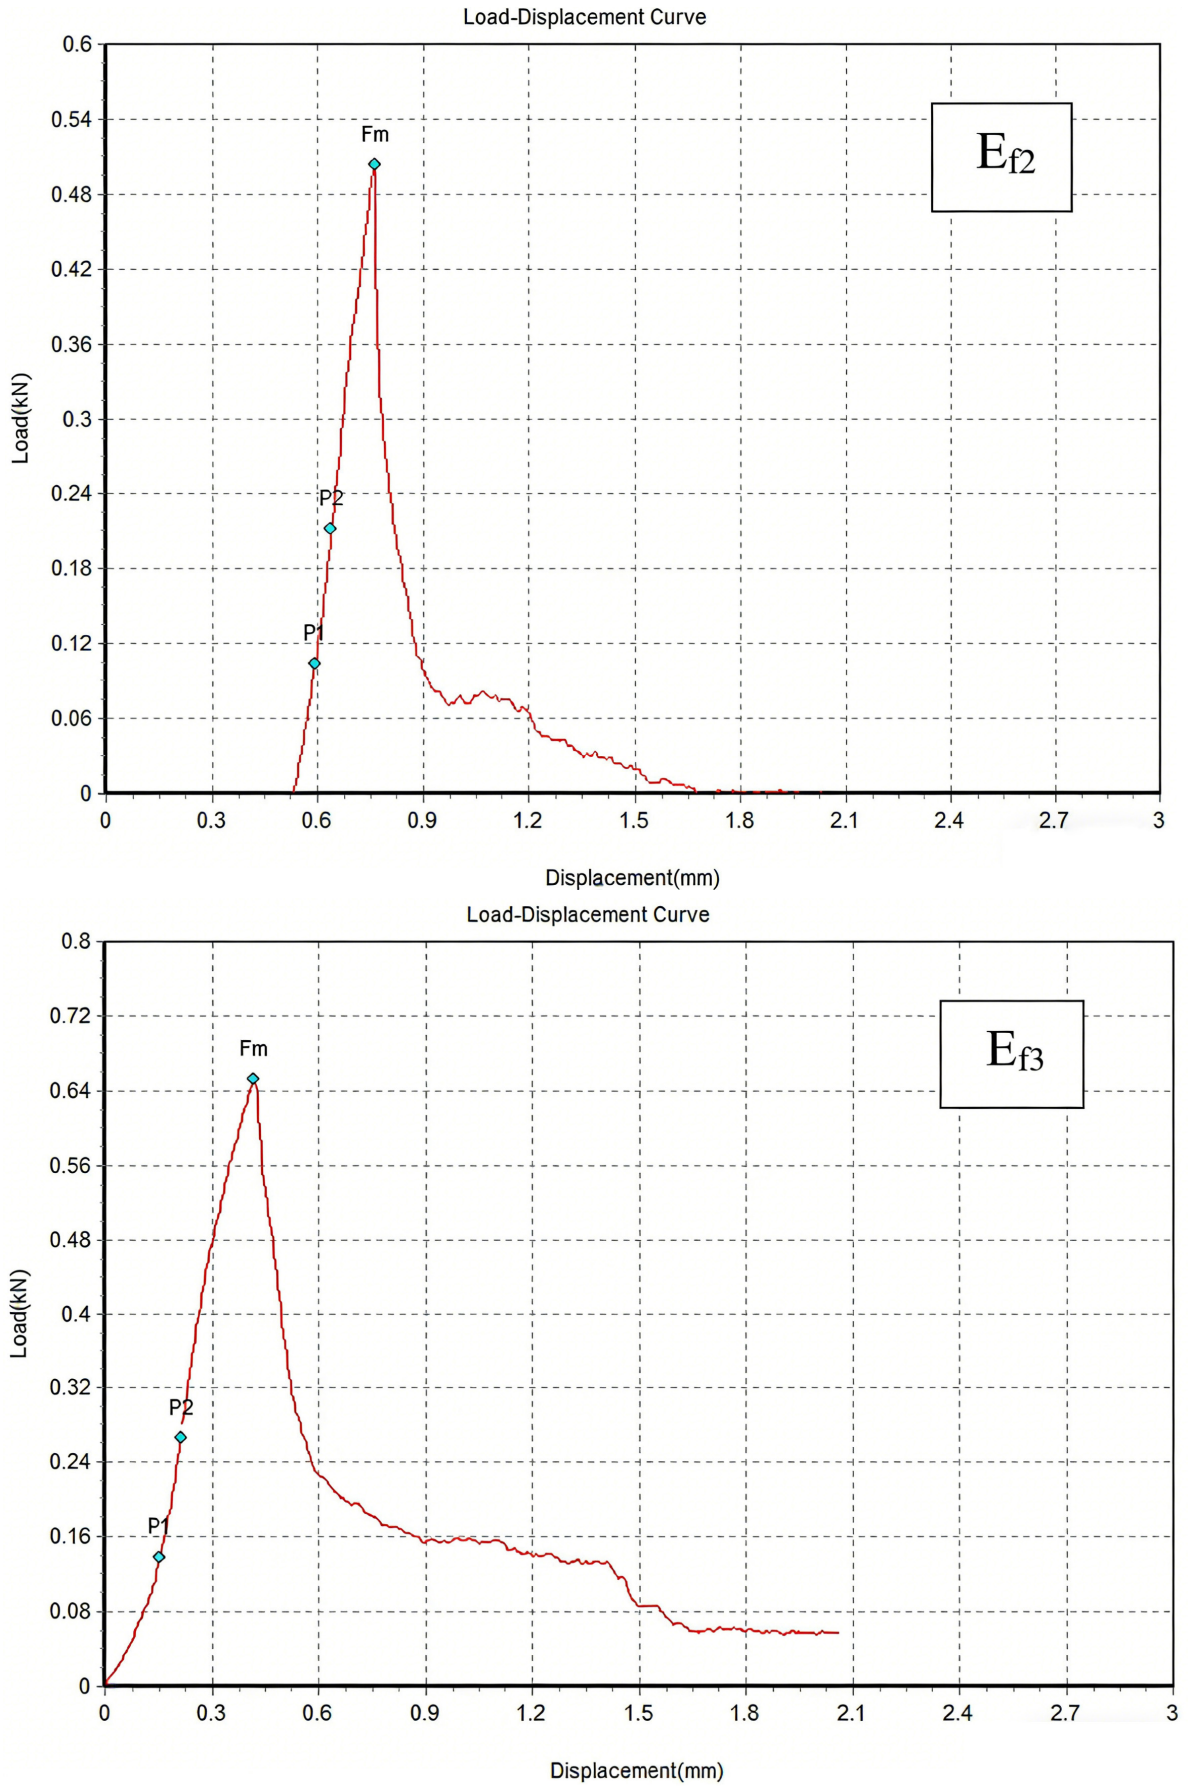 Load-Displacement Curve
0.6
0.54
0.48
0.42
0.36
0.3
0.24
0.18
0.12
0.06
0
Load(kN)
Fm
P2
P1
Ef2
0 0.3 0.6 0.9 1.2 1.5 1.8 2.1 2.4 2.7 3
Displacement(mm)
Load-Displacement Curve
0.8
0.72
0.64
0.56
0.48
0.4
0.32
0.24
0.16
0.08
0
Load(kN)
Fm
P2
P1
Ef3
0 0.3 0.6 0.9 1.2 1.5 1.8 2.1 2.4 2.7 3
Displacement(mm)